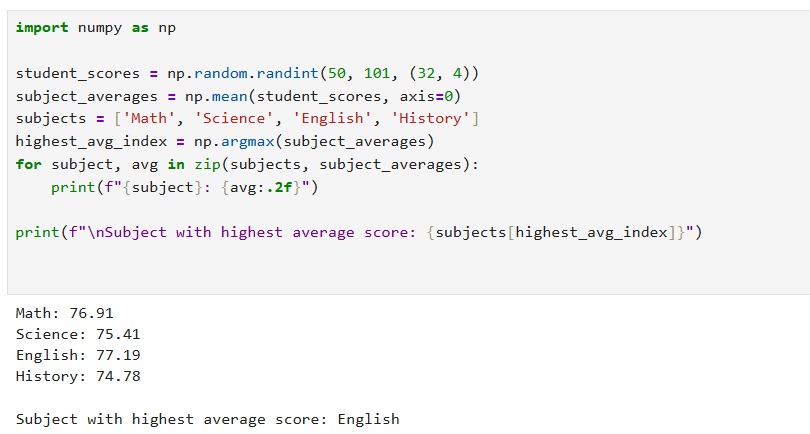 import numpy as np
student_scores = np.random.randint(50, 101, (32, 4))
subject_averages = np.mean(student_scores, axis=0)
subjects = ['Math', 'Science', 'English', 'History']
highest_avg_index = np.argmax(subject_averages)
for subject, avg in zip(subjects, subject_averages):
    print(f"{subject}: {avg:.2f}")
print(f"\nSubject with highest average score: {subjects[highest_avg_index]}")
Math: 76.91
Science: 75.41
English: 77.19
History: 74.78
Subject with highest average score: English